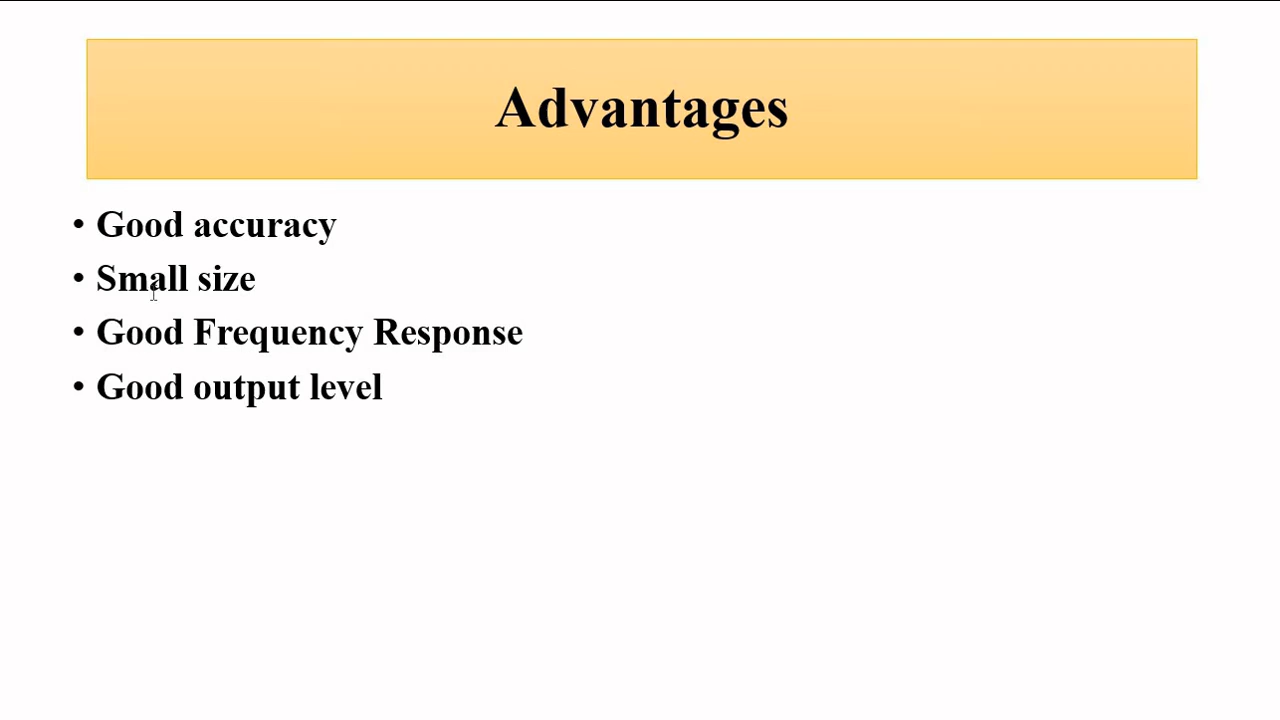 Advantages
• Good accuracy
• Small size
• Good Frequency Response
• Good output level